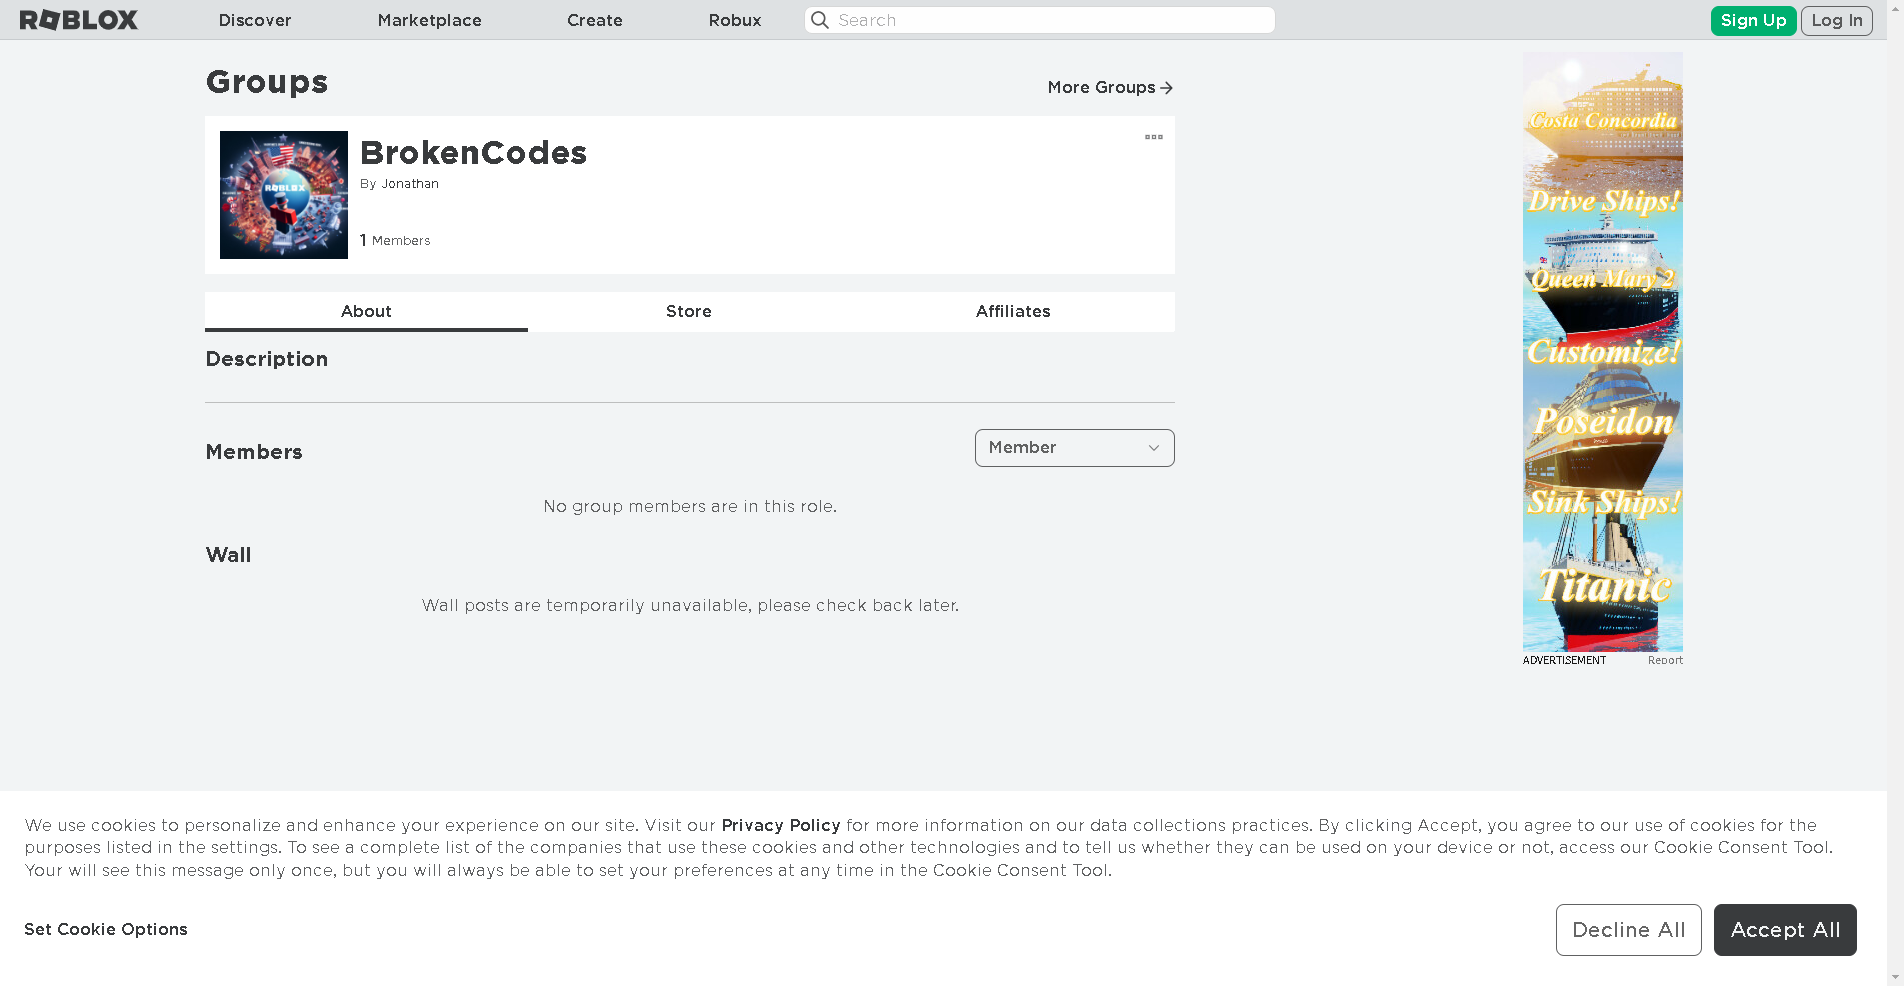 ROBLOX Discover Marketplace Create Robux Search Sign Up Log In
Groups
More Groups
BrokenCodes
By Jonathan
1 Members
ROBLOX
About Store Affiliates
Description
Members
Member
No group members are in this role.
Wall
Wall posts are temporarily unavailable, please check back later.
Costa Concordia
Drive Ships!
Queen Mary 2
Customize!
Poseidon
Sink Ships!
Titanic
ADVERTISEMENT Report
We use cookies to personalize and enhance your experience on our site. Visit our Privacy Policy for more information on our data collections practices. By clicking Accept, you agree to our use of cookies for the
purposes listed in the settings. To see a complete list of the companies that use these cookies and other technologies and to tell us whether they can be used on your device or not, access our Cookie Consent Tool.
Your will see this message only once, but you will always be able to set your preferences at any time in the Cookie Consent Tool.
Set Cookie Options
Decline All
Accept All